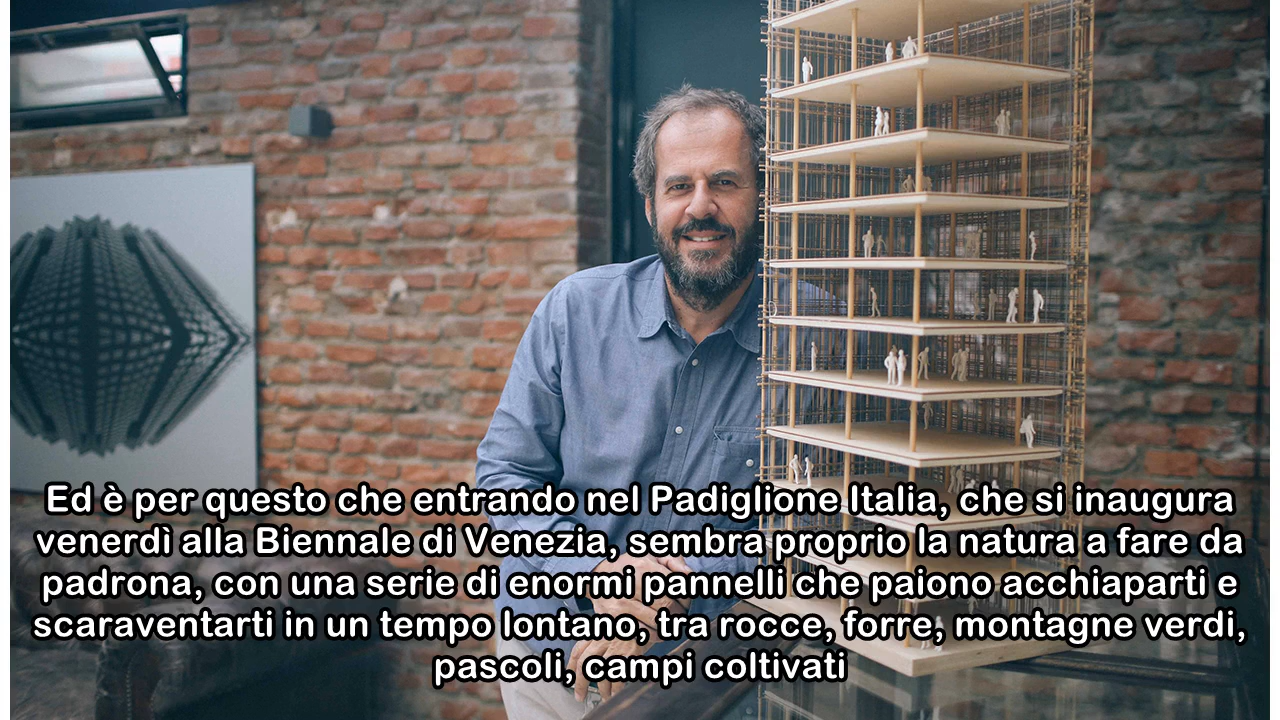 Ed è per questo che entrando nel Padiglione Italia, che si inaugura
venerdì alla Biennale di Venezia, sembra proprio la natura a fare da
padrona, con una serie di enormi pannelli che paiono acchiaparti e
scaraventarti in un tempo lontano, tra rocce, forre, montagne verdi,
pascoli, campi coltivati